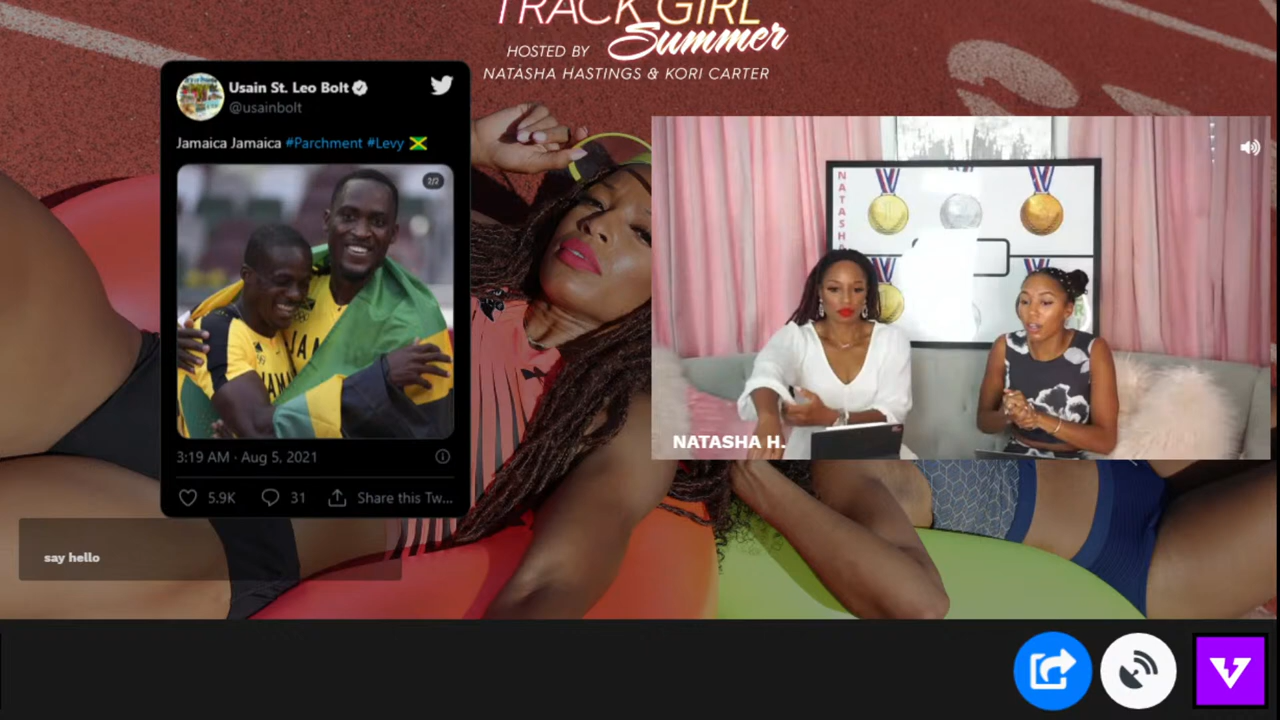 TRACK GIRL
Summer
HOSTED BY
NATASHA HASTINGS & KORI CARTER
Usain St. Leo Bolt
@usainbolt
Jamaica Jamaica #Parchment #Levy
2/2
3:19 AM · Aug 5, 2021
5.9K
31
Share this Tw...
NATASH
NATASHA H.
say hello